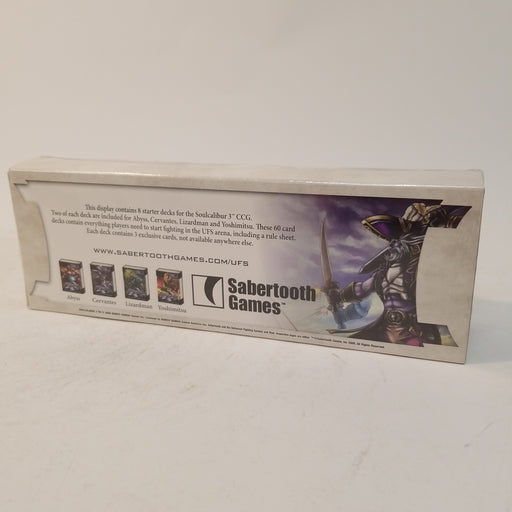 This display contains 8 starter decks for the Soulcalibur 3™ CCG.
Two of each deck are included for Abyss, Cervantes, Lizardman and Yoshimitsu. These 60 card
decks contain everything players need to start fighting in the UFS arena, including a rule sheet.
Each deck contains 3 exclusive cards, not available anywhere else.
WWW.SABERTOOTHGAMES.COM/UFS
Abyss Cervantes Lizardman Yoshimitsu
Sabertooth
Games™